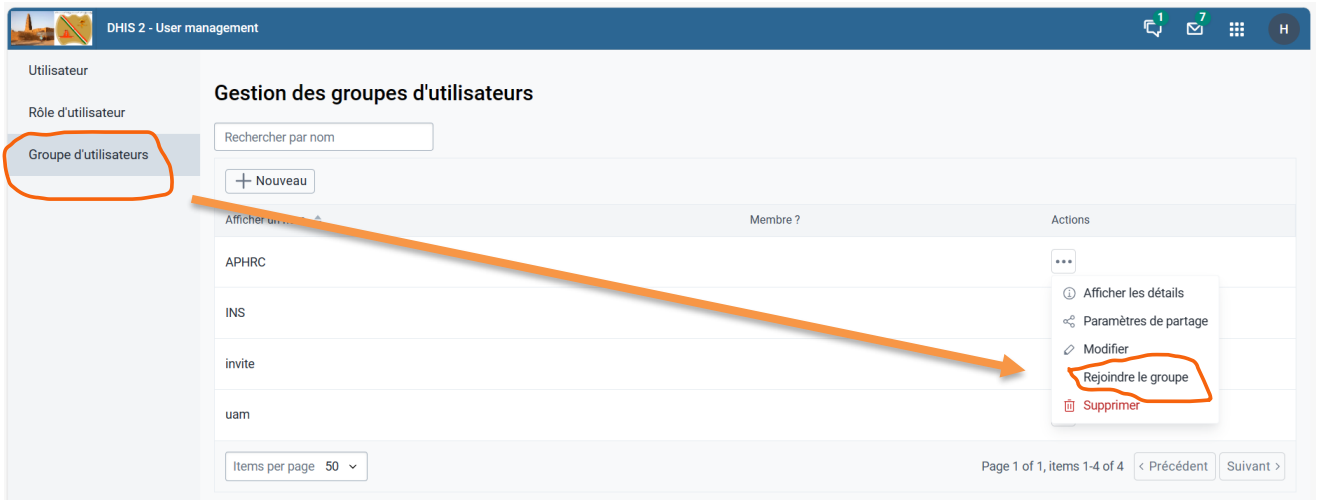 DHIS 2 - User management
1
7
H
Utilisateur
Rôle d'utilisateur
Groupe d'utilisateurs
Gestion des groupes d'utilisateurs
Rechercher par nom
Nouveau
Afficher un
Membre ?
Actions
APHRC
INS
invite
uam
Afficher les détails
Paramètres de partage
Modifier
Rejoindre le groupe
Supprimer
Items per page 50
Page 1 of 1, items 1-4 of 4
< Précédent
Suivant >